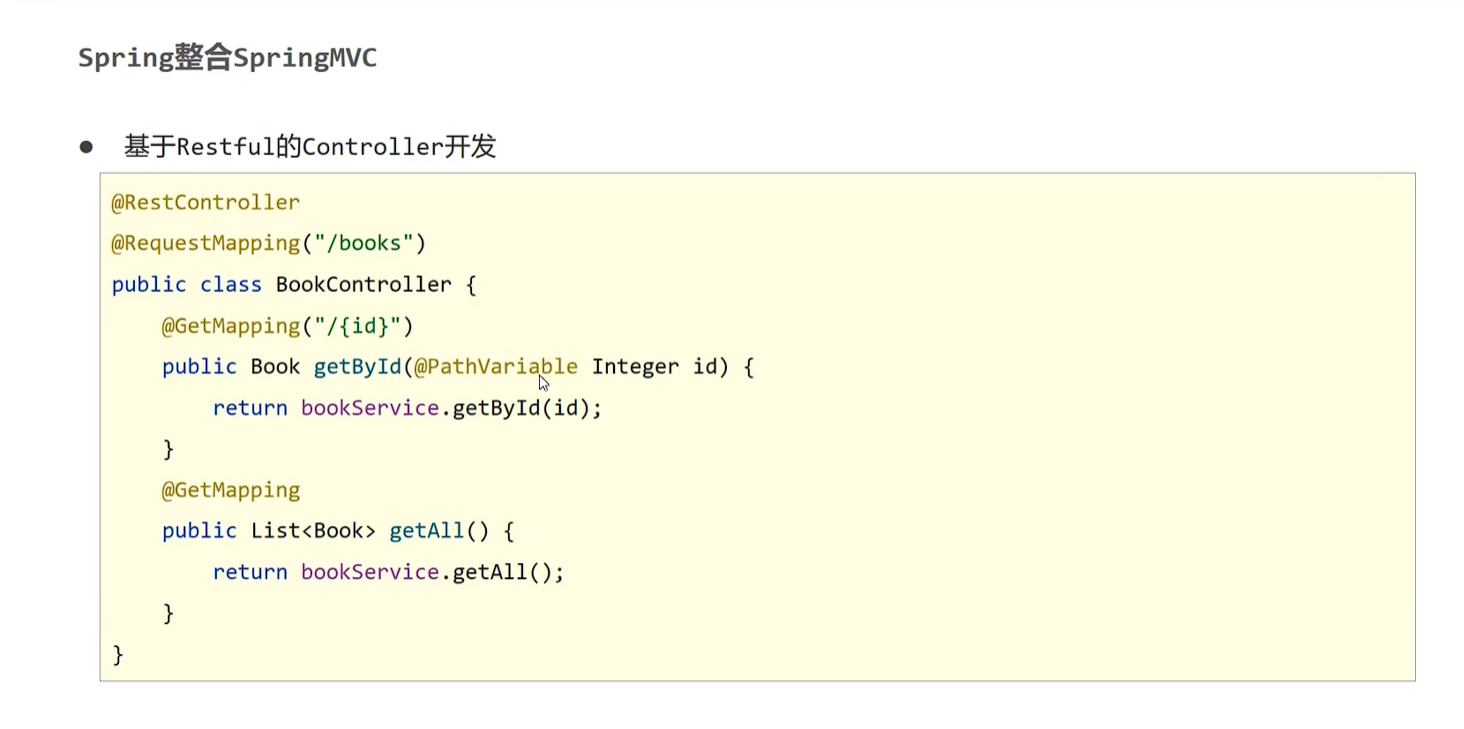 Spring整合SpringMVC
● 基于Restful的Controller开发
@RestController
@RequestMapping("/books")
public class BookController {
    @GetMapping("/{id}")
    public Book getById(@PathVariable Integer id) {
        return bookService.getById(id);
    }
    @GetMapping
    public List<Book> getAll() {
        return bookService.getAll();
    }
}